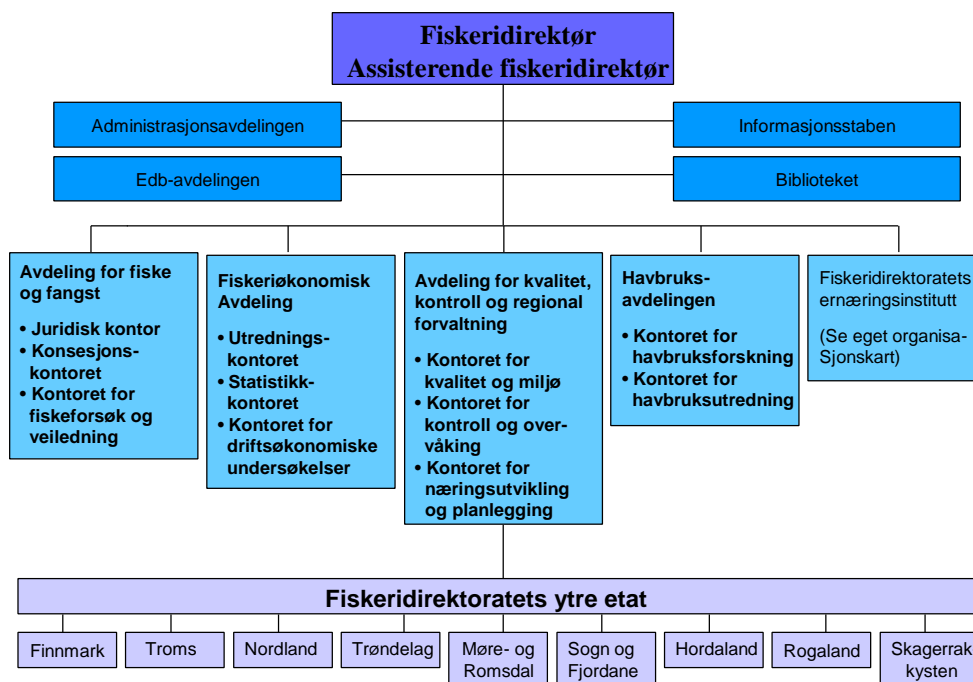 Fiskeridirektør
Assisterende fiskeridirektør
Administrasjonsavdelingen
Informasjonsstaben
Edb-avdelingen
Biblioteket
Avdeling for fiske
og fangst
• Juridisk kontor
• Konsesjons-
kontoret
• Kontoret for
fiskeforsøk og
veiledning
Fiskeriøkonomisk
Avdeling
• Utrednings-
kontoret
• Statistikk-
kontoret
• Kontoret for
driftsøkonomiske
undersøkelser
Avdeling for kvalitet,
kontroll og regional
forvaltning
• Kontoret for
kvalitet og miljø
• Kontoret for
kontroll og over-
våking
• Kontoret for
næringsutvikling
og planlegging
Havbruks-
avdelingen
• Kontoret for
havbruksforskning
• Kontoret for
havbruksutredning
Fiskeridirektoratets
ernæringsinstitutt
(Se eget organisa-
Sjonskart)
Fiskeridirektoratets ytre etat
Finnmark
Troms
Nordland
Trøndelag
Møre- og
Romsdal
Sogn og
Fjordane
Hordaland
Rogaland
Skagerrak-
kysten